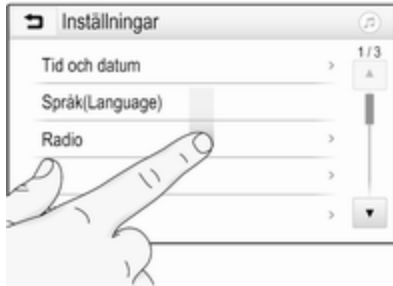 Inställningar
1/3
Tid och datum
Språk(Language)
Radio